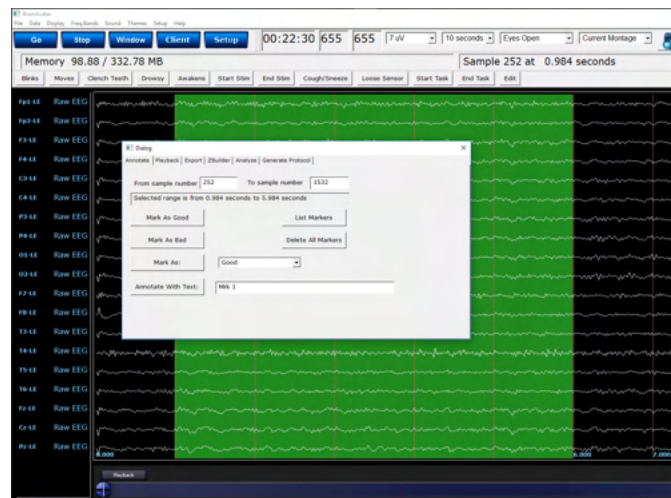 BrainAvatar
File Data Display Freq.Bands Sound Themes Setup Help
Go Stop Window Client Setup 00:22:30 655 655 7 uV 10 seconds Eyes Open Current Montage
Memory 98.88 / 332.78 MB Sample 252 at 0.984 seconds
Blinks Moves Clench Teeth Drowsy Awakens Start Stim End Stim Cough/Sneeze Loose Sensor Start Task End Task Edit
Fp1-LE Raw EEG
Fp2-LE Raw EEG
F3-LE Raw EEG
F4-LE Raw EEG
C3-LE Raw EEG
C4-LE Raw EEG
P3-LE Raw EEG
P4-LE Raw EEG
O1-LE Raw EEG
O2-LE Raw EEG
F7-LE Raw EEG
F8-LE Raw EEG
T3-LE Raw EEG
T4-LE Raw EEG
T5-LE Raw EEG
T6-LE Raw EEG
Fz-LE Raw EEG
Cz-LE Raw EEG
Pz-LE Raw EEG
Dialog
Annotate Playback Export ZBuilder Analyze Generate Protocol
From sample number 252 To sample number 1532
Selected range is from 0.984 seconds to 5.984 seconds
Mark As Good List Markers
Mark As Bad Delete All Markers
Mark As: Good
Annotate With Text: Mrk 1
0.000 6.000 7.000
Playback